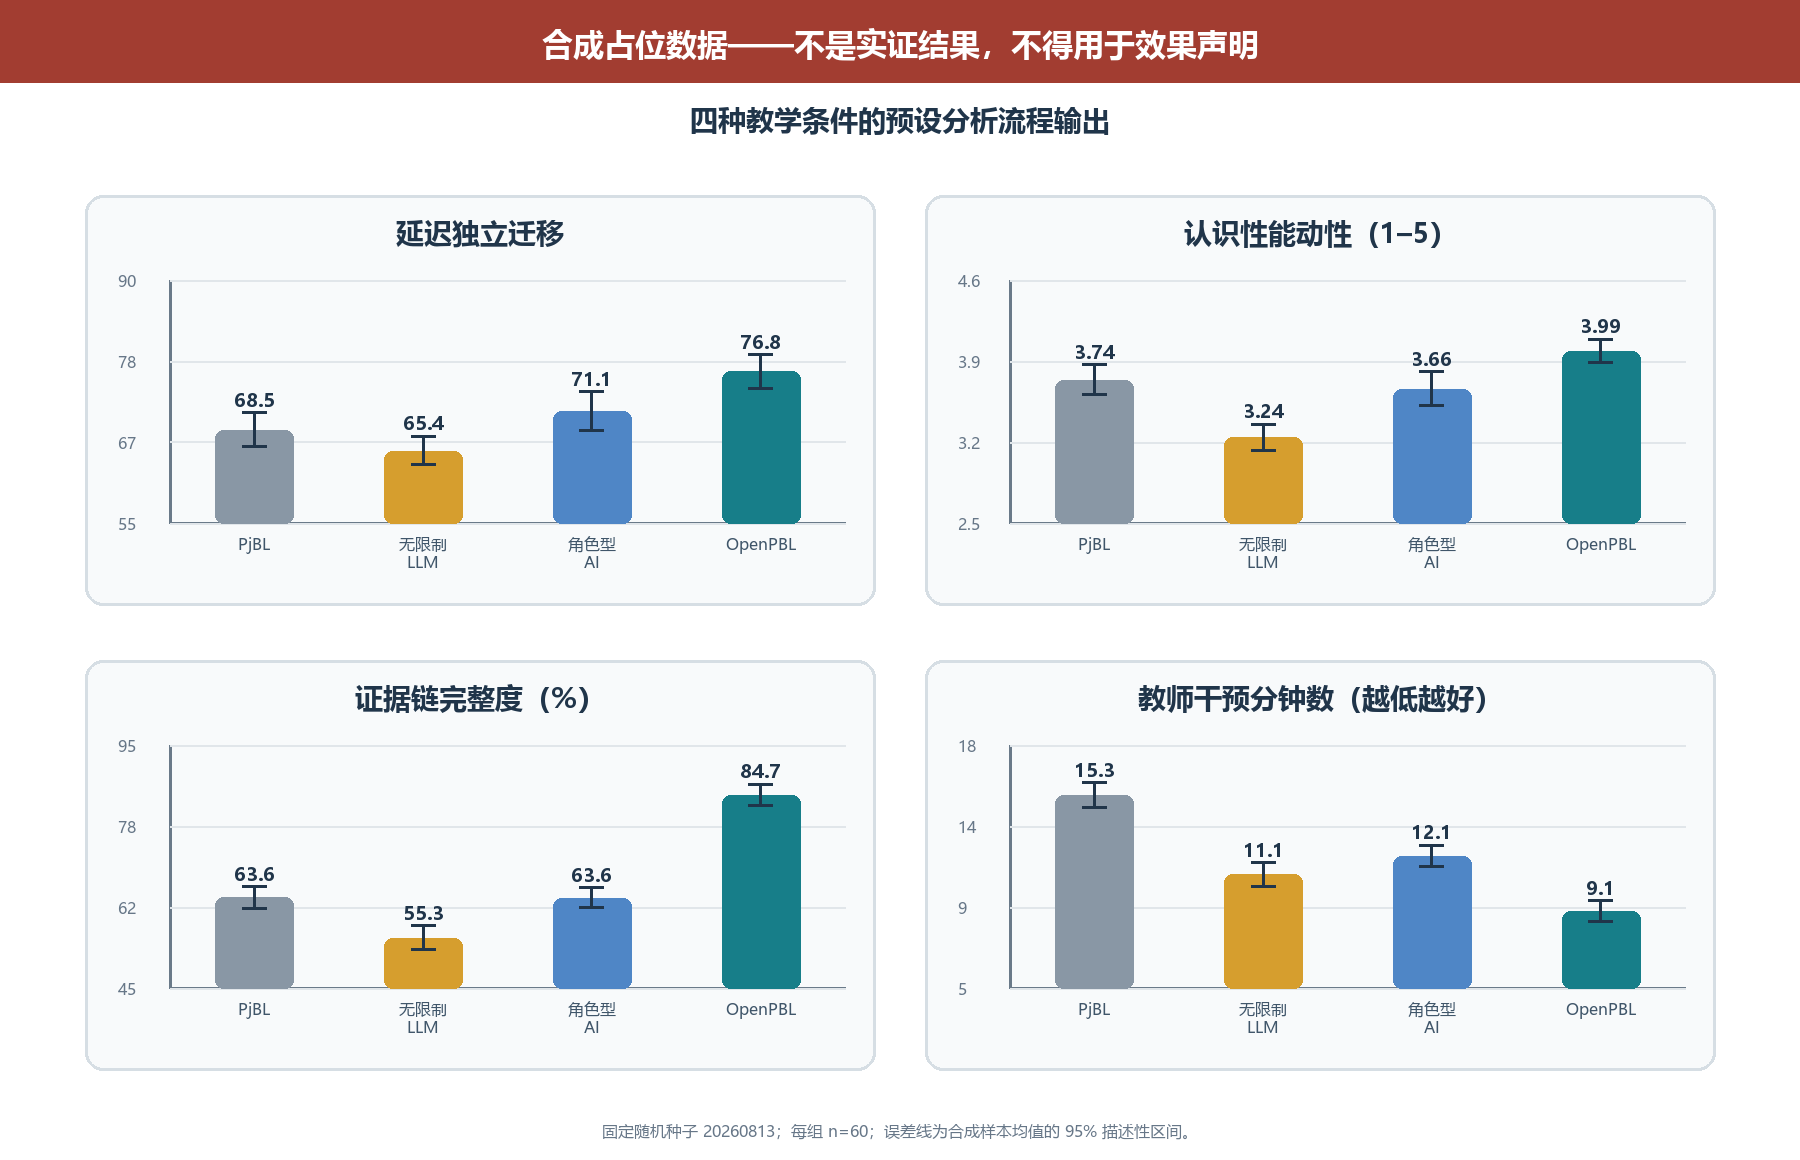 合成占位数据——不是实证结果，不得用于效果声明
四种教学条件的预设分析流程输出
延迟独立迁移
90
78
67
55
68.5
65.4
71.1
76.8
PjBL
无限制
LLM
角色型
AI
OpenPBL
认识性能动性（1–5）
4.6
3.9
3.2
2.5
3.74
3.24
3.66
3.99
PjBL
无限制
LLM
角色型
AI
OpenPBL
证据链完整度（%）
95
78
62
45
63.6
55.3
63.6
84.7
PjBL
无限制
LLM
角色型
AI
OpenPBL
教师干预分钟数（越低越好）
18
14
9
5
15.3
11.1
12.1
9.1
PjBL
无限制
LLM
角色型
AI
OpenPBL
固定随机种子 20260813；每组 n=60；误差线为合成样本均值的 95% 描述性区间。